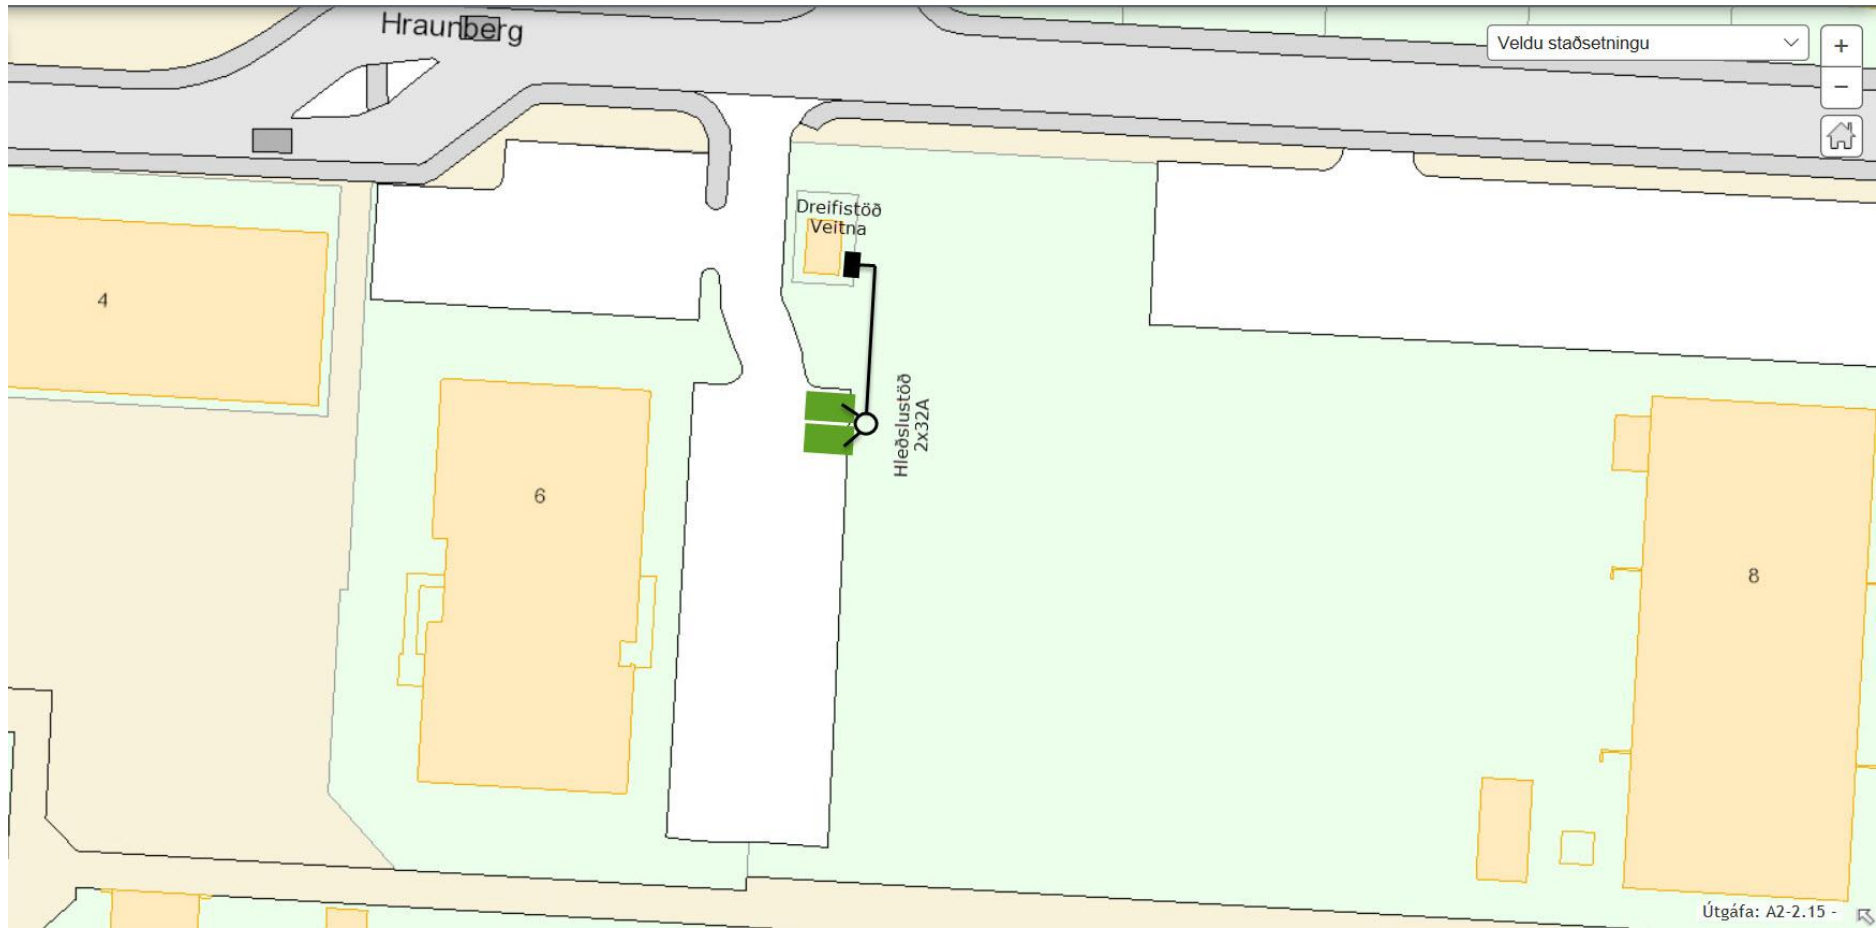 Hraunberg
Veldu staðsetningu
+
−
Dreifistöð
Veitna
4
Hleðslustöð
2x32A
6
8
Útgáfa: A2-2.15 -